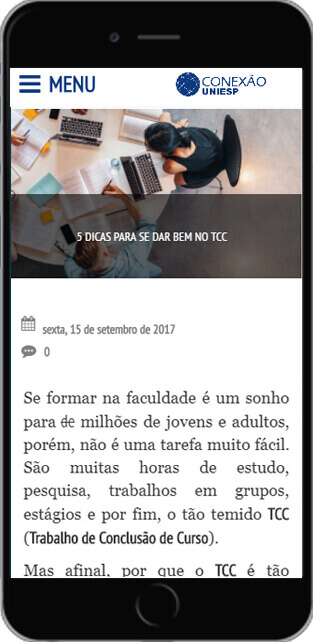 MENU
CONEXÃO
UNIESP
5 DICAS PARA SE DAR BEM NO TCC
sexta, 15 de setembro de 2017
0
Se formar na faculdade é um sonho
para de milhões de jovens e adultos,
porém, não é uma tarefa muito fácil.
São muitas horas de estudo,
pesquisa, trabalhos em grupos,
estágios e por fim, o tão temido TCC
(Trabalho de Conclusão de Curso).
Mas afinal, por que o TCC é tão